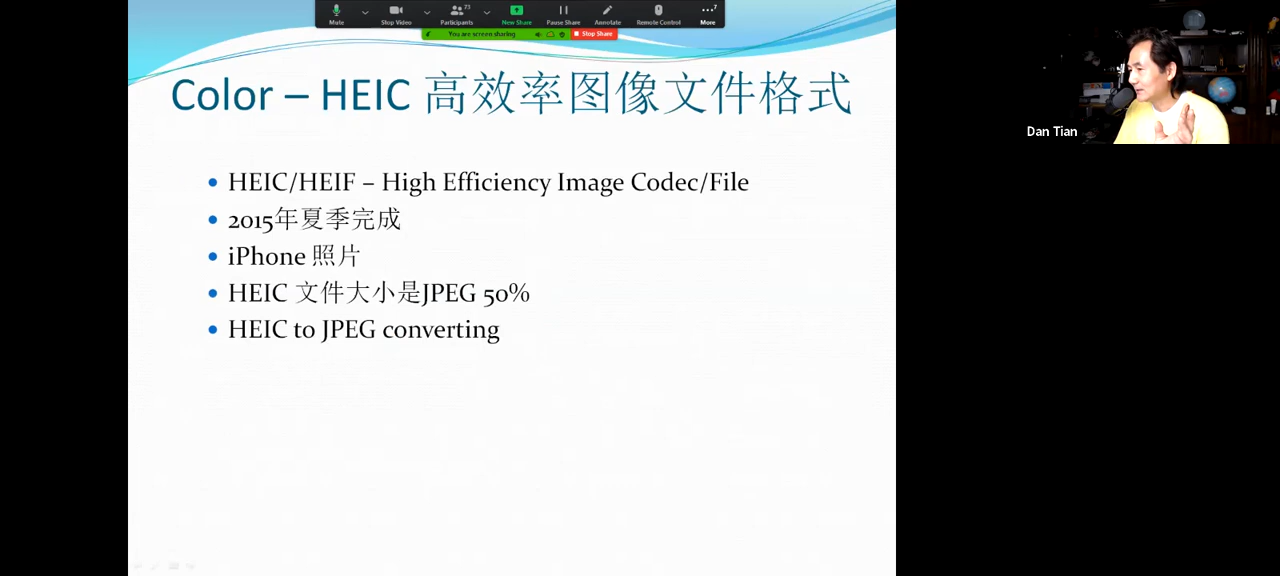 73
7
Mute
Stop Video
Participants
New Share
Pause Share
Annotate
Remote Control
More
You are screen sharing
Stop Share
Color – HEIC 高效率图像文件格式
Dan Tian
HEIC/HEIF – High Efficiency Image Codec/File
2015年夏季完成
iPhone 照片
HEIC 文件大小是JPEG 50%
HEIC to JPEG converting